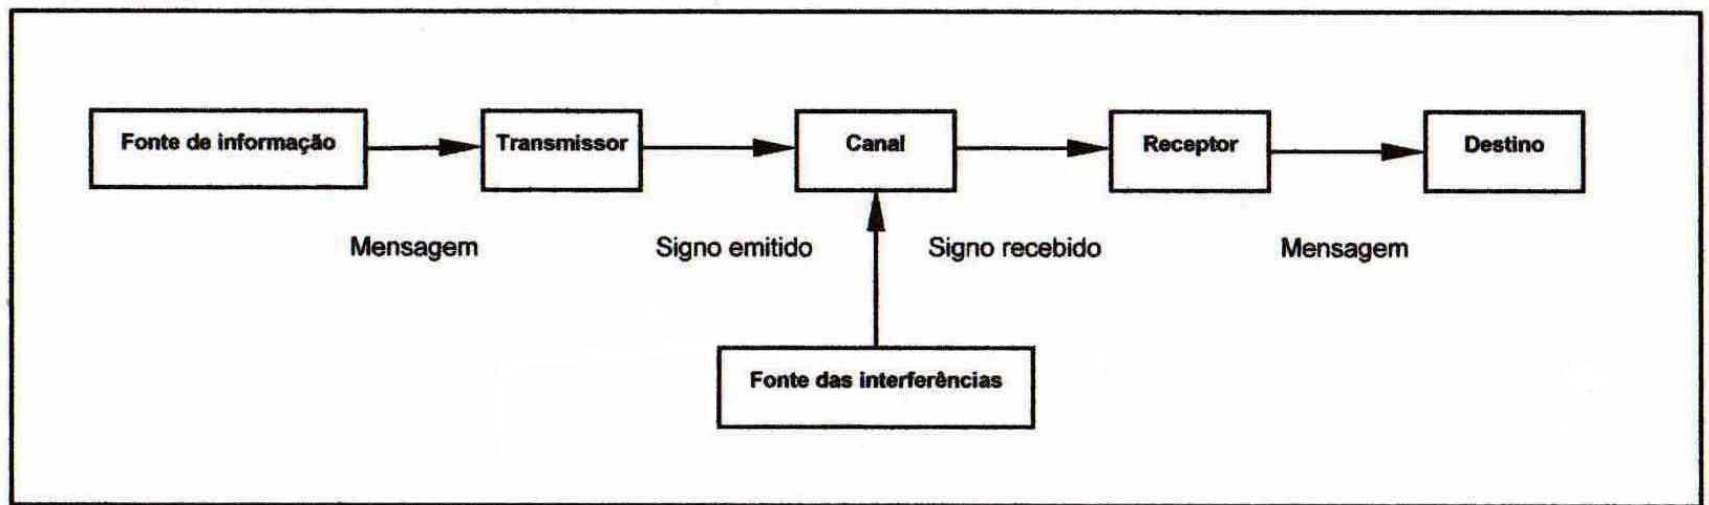 Fonte de informação
Transmissor
Canal
Receptor
Destino
Mensagem
Signo emitido
Signo recebido
Mensagem
Fonte das interferências